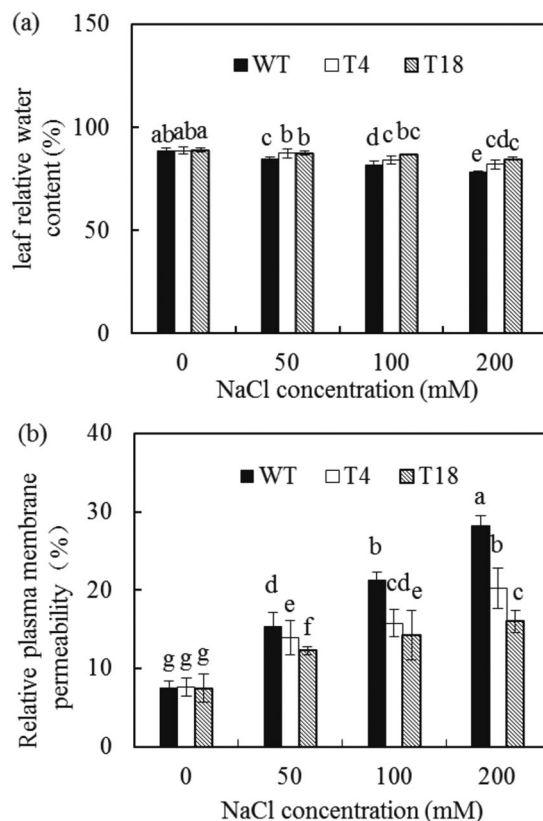 (a)
150
100
50
0
leaf relative water
content (%)
WT T4 T18
ab ab a c b b d c bc e cd c
0 50 100 200
NaCl concentration (mM)
(b)
40
30
20
10
0
Relative plasma membrane
permeability (%)
WT T4 T18
g g g d e f b cd e a b c
0 50 100 200
NaCl concentration (mM)